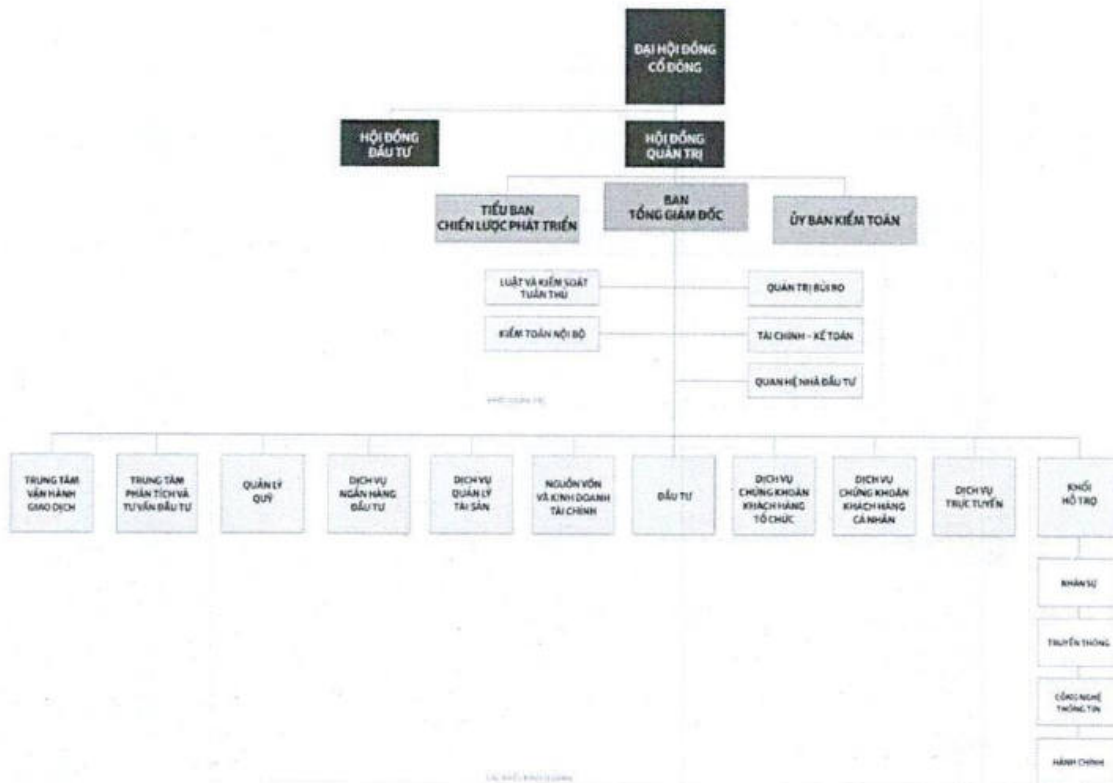 ĐẠI HỘI ĐỒNG
CỔ ĐÔNG
HỘI ĐỒNG
ĐẦU TƯ
HỘI ĐỒNG
QUẢN TRỊ
TIỂU BAN
CHIẾN LƯỢC PHÁT TRIỂN
BAN
TỔNG GIÁM ĐỐC
ỦY BAN KIỂM TOÁN
LUẬT VÀ KIỂM SOÁT
TUÂN THỦ
QUẢN TRỊ RỦI RO
KIỂM TOÁN NỘI BỘ
TÀI CHÍNH - KẾ TOÁN
QUAN HỆ NHÀ ĐẦU TƯ
TRUNG TÂM
VẬN HÀNH
GIAO DỊCH
TRUNG TÂM
PHÂN TÍCH VÀ
TƯ VẤN ĐẦU TƯ
QUẢN LÝ
QUỸ
DỊCH VỤ
NGÂN HÀNG
ĐẦU TƯ
DỊCH VỤ
QUẢN LÝ
TÀI SẢN
NGUỒN VỐN
VÀ KINH DOANH
TÀI CHÍNH
ĐẦU TƯ
DỊCH VỤ
CHỨNG KHOÁN
KHÁCH HÀNG
TỔ CHỨC
DỊCH VỤ
CHỨNG KHOÁN
KHÁCH HÀNG
CÁ NHÂN
DỊCH VỤ
TRỰC TUYẾN
KHỐI
HỖ TRỢ
NHÂN SỰ
TRUYỀN THÔNG
CÔNG NGHỆ
THÔNG TIN
HÀNH CHÍNH